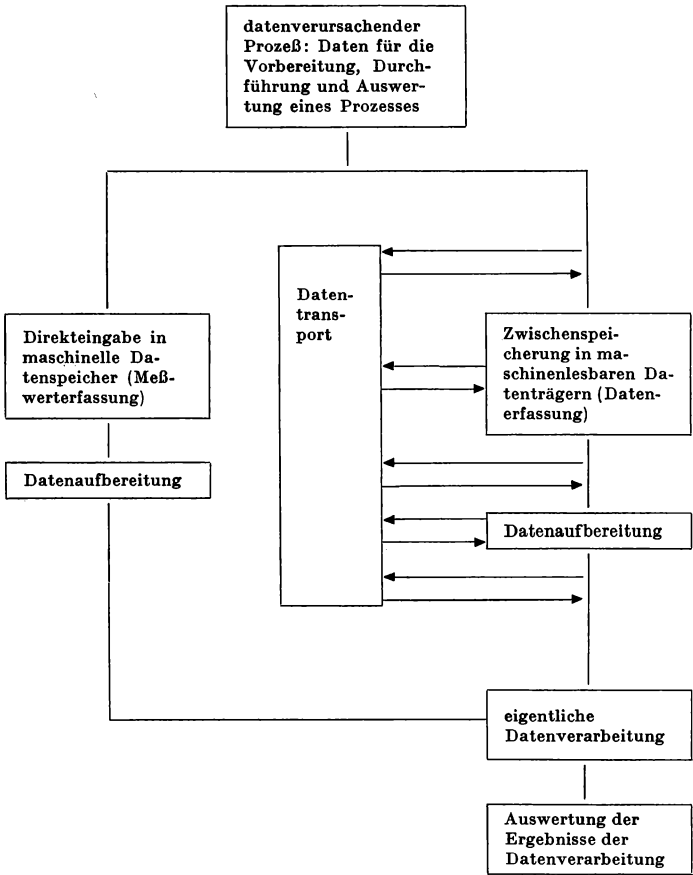 datenverursachender
Prozeß: Daten für die
Vorbereitung, Durch-
führung und Auswer-
tung eines Prozesses
Daten-
trans-
port
Direkteingabe in
maschinelle Da-
tenspeicher (Meß-
werterfassung)
Zwischenspei-
cherung in ma-
schinenlesbaren Da-
tenträgern (Daten-
erfassung)
Datenaufbereitung
Datenaufbereitung
eigentliche
Datenverarbeitung
Auswertung der
Ergebnisse der
Datenverarbeitung